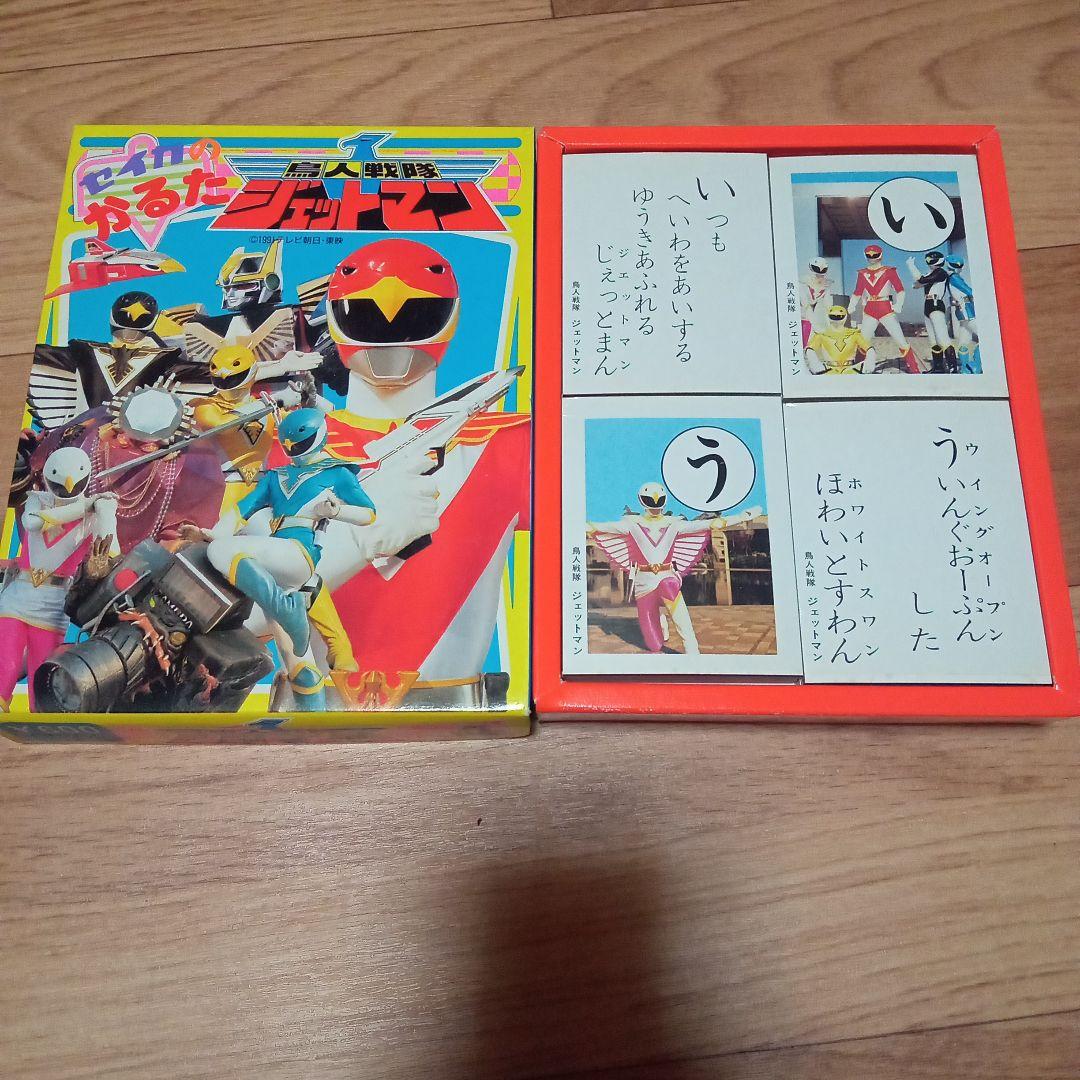 セイカの
かるた
鳥人戦隊
ジェットマン
©1991テレビ朝日・東映
いつも
へいわをあいする
ゆうきあふれる
ジェットマン
じぇっとまん
鳥人戦隊 ジェットマン
い
鳥人戦隊 ジェットマン
う
鳥人戦隊 ジェットマン
ウイングオープン
ういんぐおーぷん
した
ホワイトスワン
ほわいとすわん
鳥人戦隊 ジェットマン